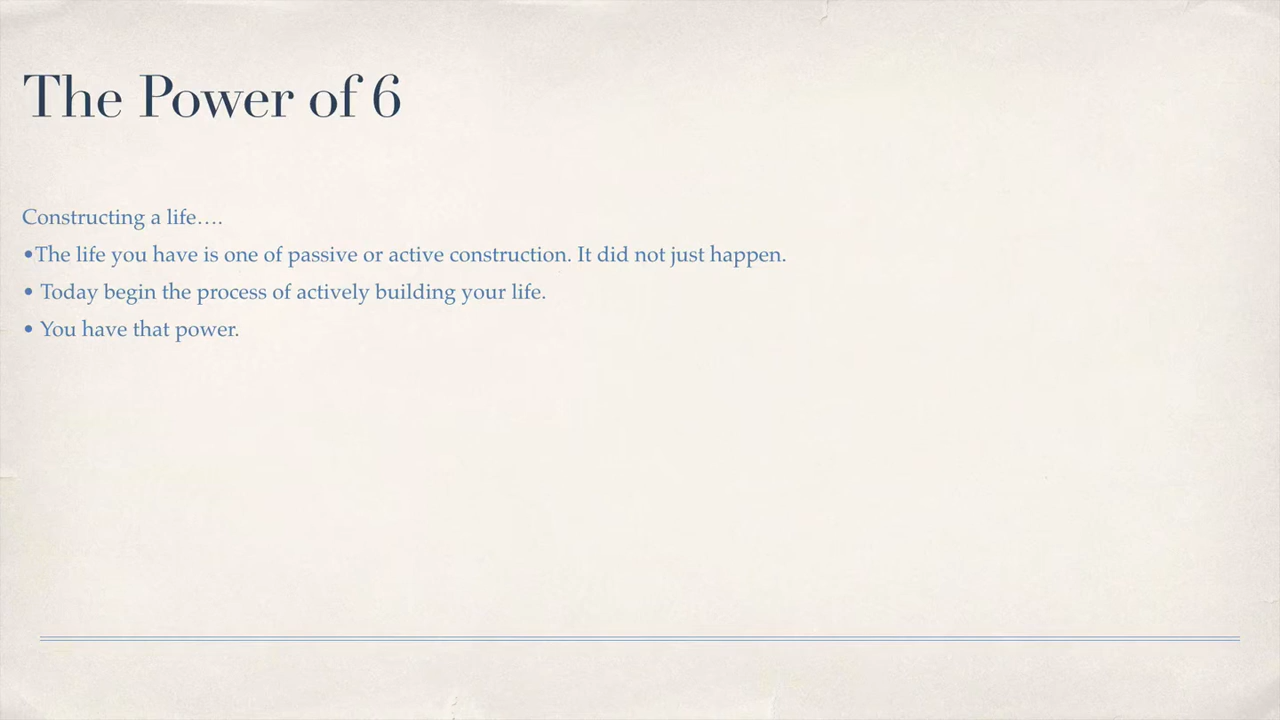 The Power of 6
Constructing a life….
•The life you have is one of passive or active construction. It did not just happen.
• Today begin the process of actively building your life.
• You have that power.